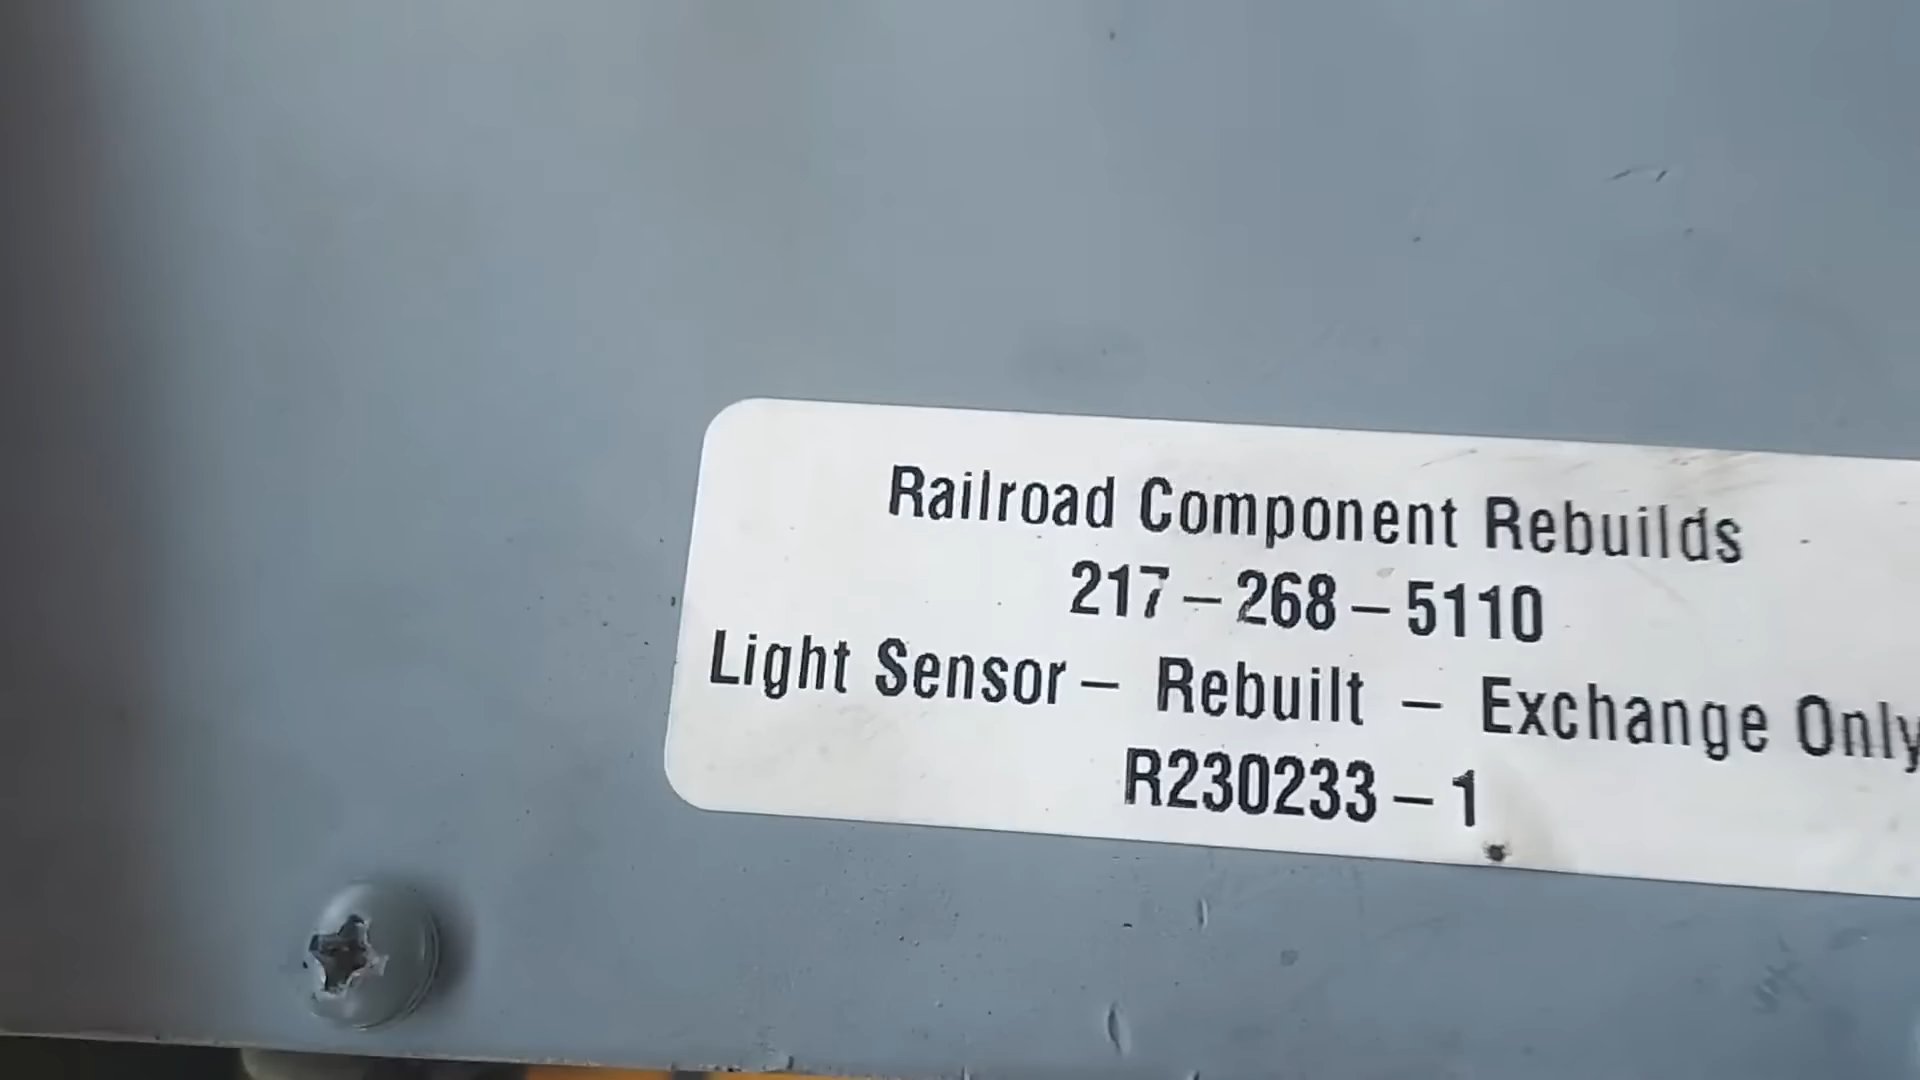 Railroad Component Rebuilds
217-268-5110
Light Sensor- Rebuilt - Exchange Only
R230233-1